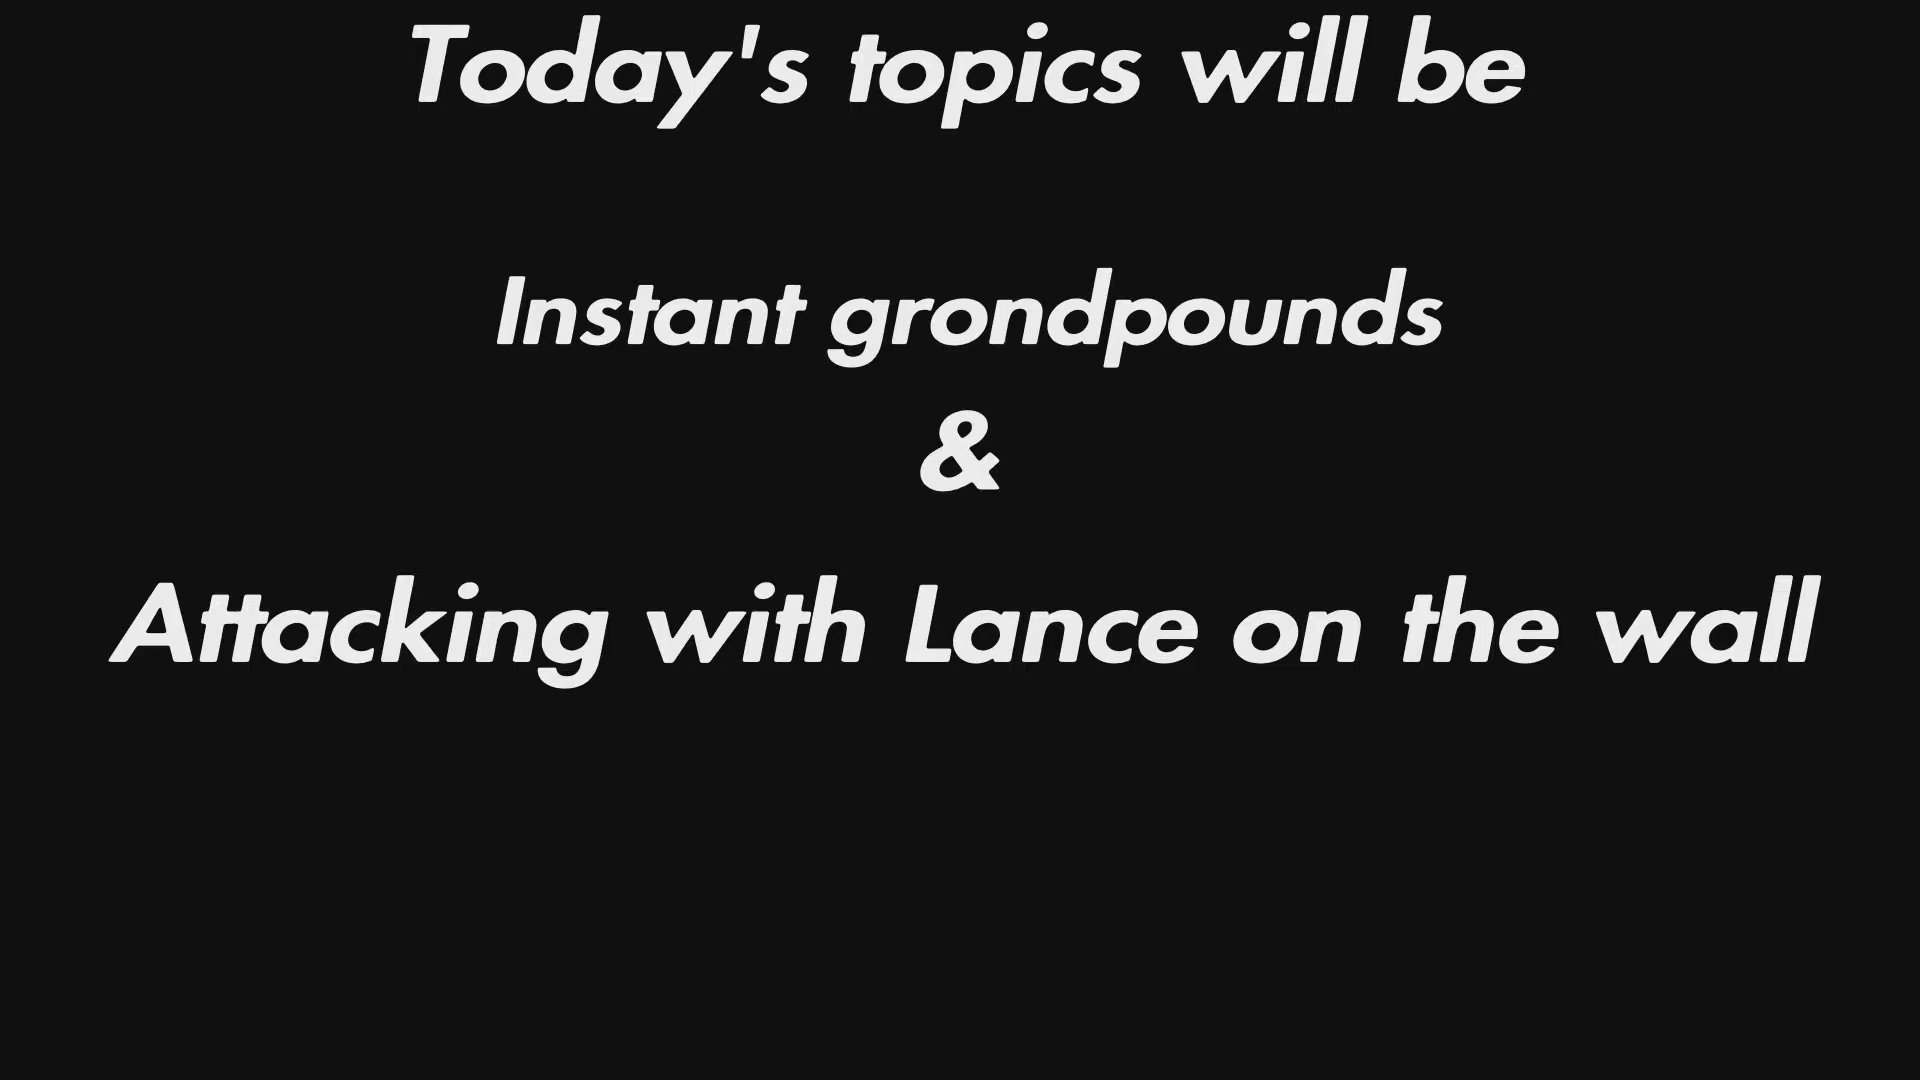 Today's topics will be
Instant grondpounds
&
Attacking with Lance on the wall